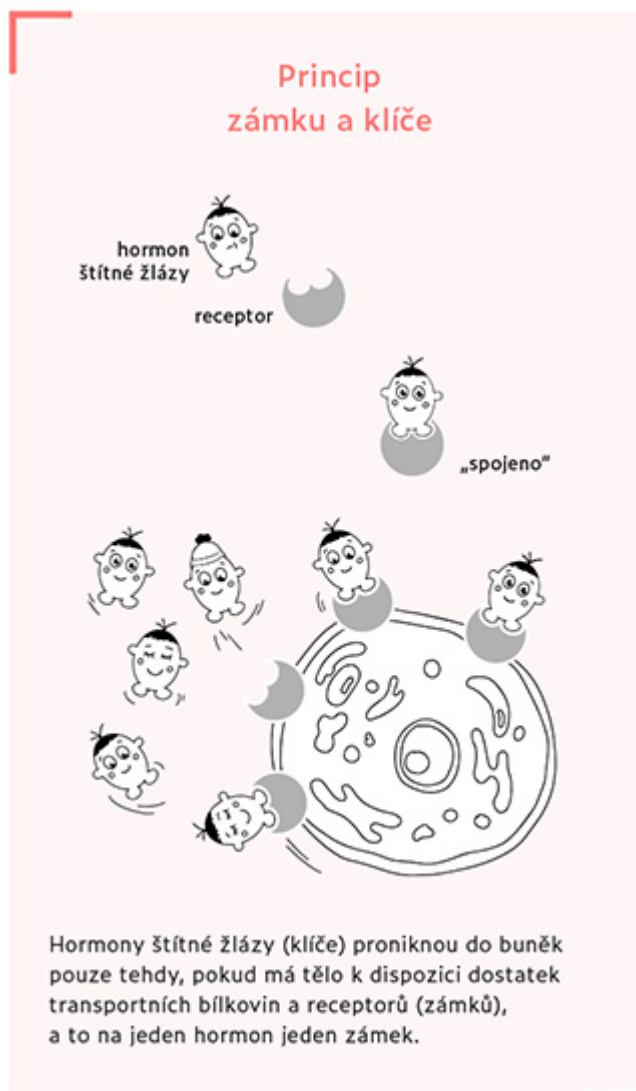 Princip
zámku a klíče
hormon
štítné žlázy
receptor
„spojeno“
Hormony štítné žlázy (klíče) proniknou do buněk
pouze tehdy, pokud má tělo k dispozici dostatek
transportních bílkovin a receptorů (zámků),
a to na jeden hormon jeden zámek.